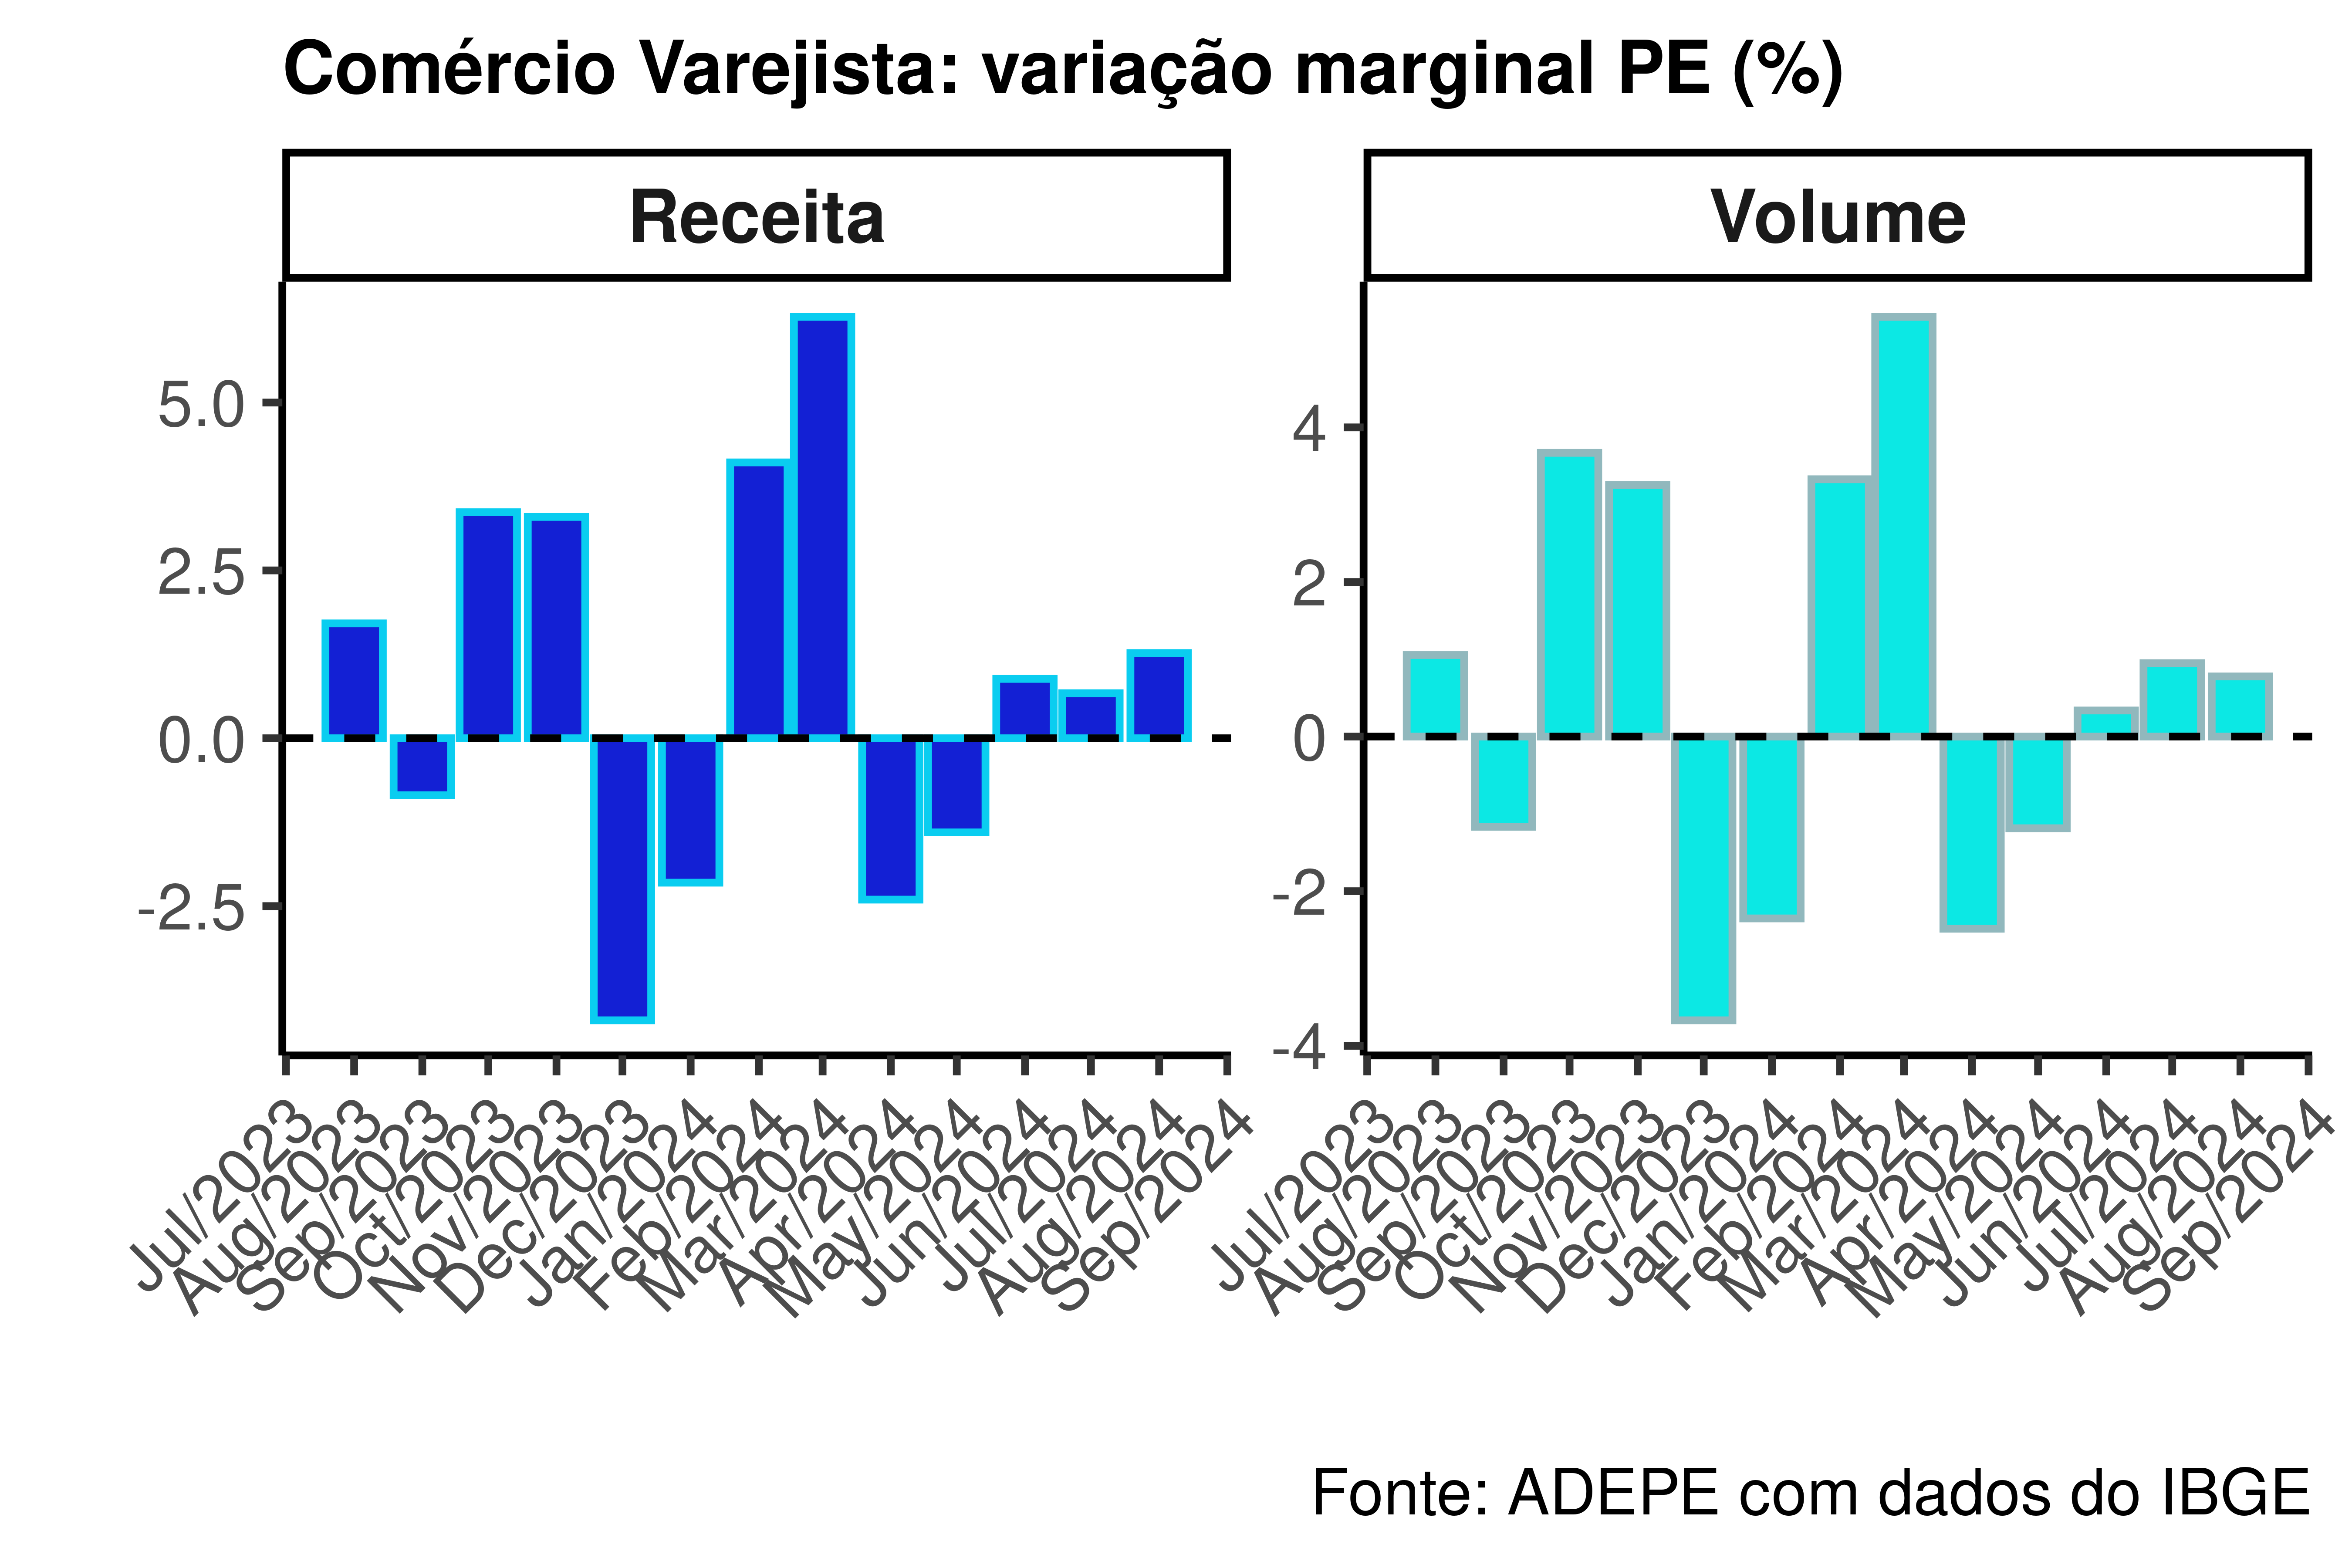 Comércio Varejista: variação marginal PE (%)
Receita
5.0
2.5
0.0
-2.5
Jul/2023
Aug/2023
Sep/2023
Oct/2023
Nov/2023
Dec/2023
Jan/2024
Feb/2024
Mar/2024
Apr/2024
May/2024
Jun/2024
Jul/2024
Aug/2024
Sep/2024
Volume
4
2
0
-2
-4
Jul/2023
Aug/2023
Sep/2023
Oct/2023
Nov/2023
Dec/2023
Jan/2024
Feb/2024
Mar/2024
Apr/2024
May/2024
Jun/2024
Jul/2024
Aug/2024
Sep/2024
Fonte: ADEPE com dados do IBGE